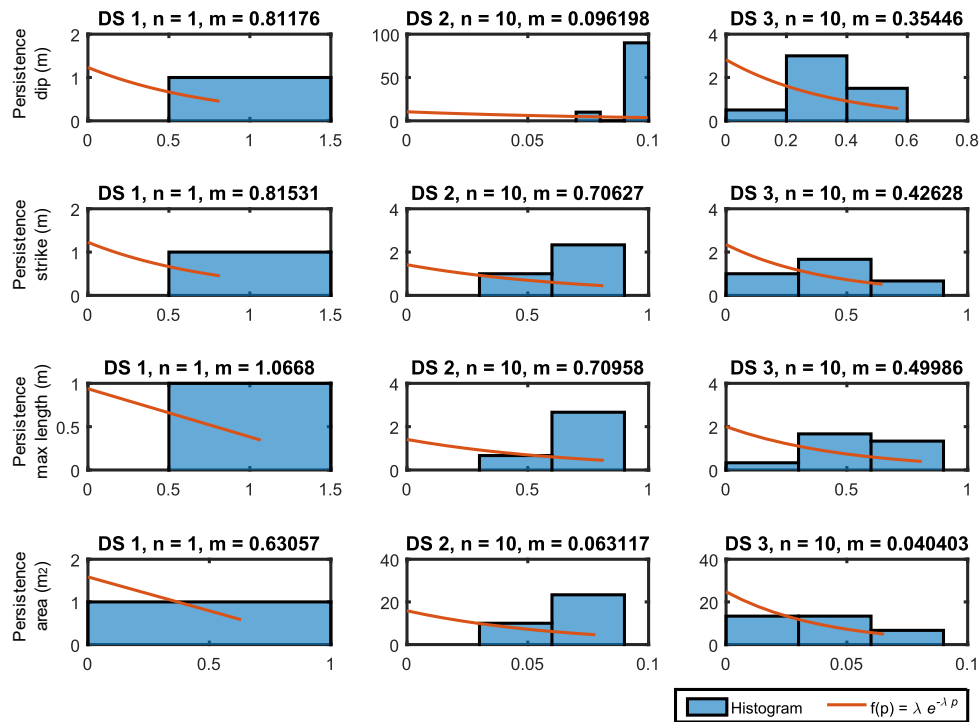 DS 1, n = 1, m = 0.81176
DS 2, n = 10, m = 0.096198
DS 3, n = 10, m = 0.35446
Persistence
dip (m)
2
1
0
0 0.5 1 1.5
100
50
0
0 0.05 0.1
4
2
0
0 0.2 0.4 0.6 0.8
DS 1, n = 1, m = 0.81531
DS 2, n = 10, m = 0.70627
DS 3, n = 10, m = 0.42628
Persistence
strike (m)
2
1
0
0 0.5 1 1.5
4
2
0
0 0.5 1
4
2
0
0 0.5 1
DS 1, n = 1, m = 1.0668
DS 2, n = 10, m = 0.70958
DS 3, n = 10, m = 0.49986
Persistence
max length (m)
1
0.5
0
0 0.5 1 1.5
4
2
0
0 0.5 1
4
2
0
0 0.5 1
DS 1, n = 1, m = 0.63057
DS 2, n = 10, m = 0.063117
DS 3, n = 10, m = 0.040403
Persistence
area (m2)
2
1
0
0 0.5 1
40
20
0
0 0.05 0.1
40
20
0
0 0.05 0.1
Histogram
f(p) = λ e^-λ p